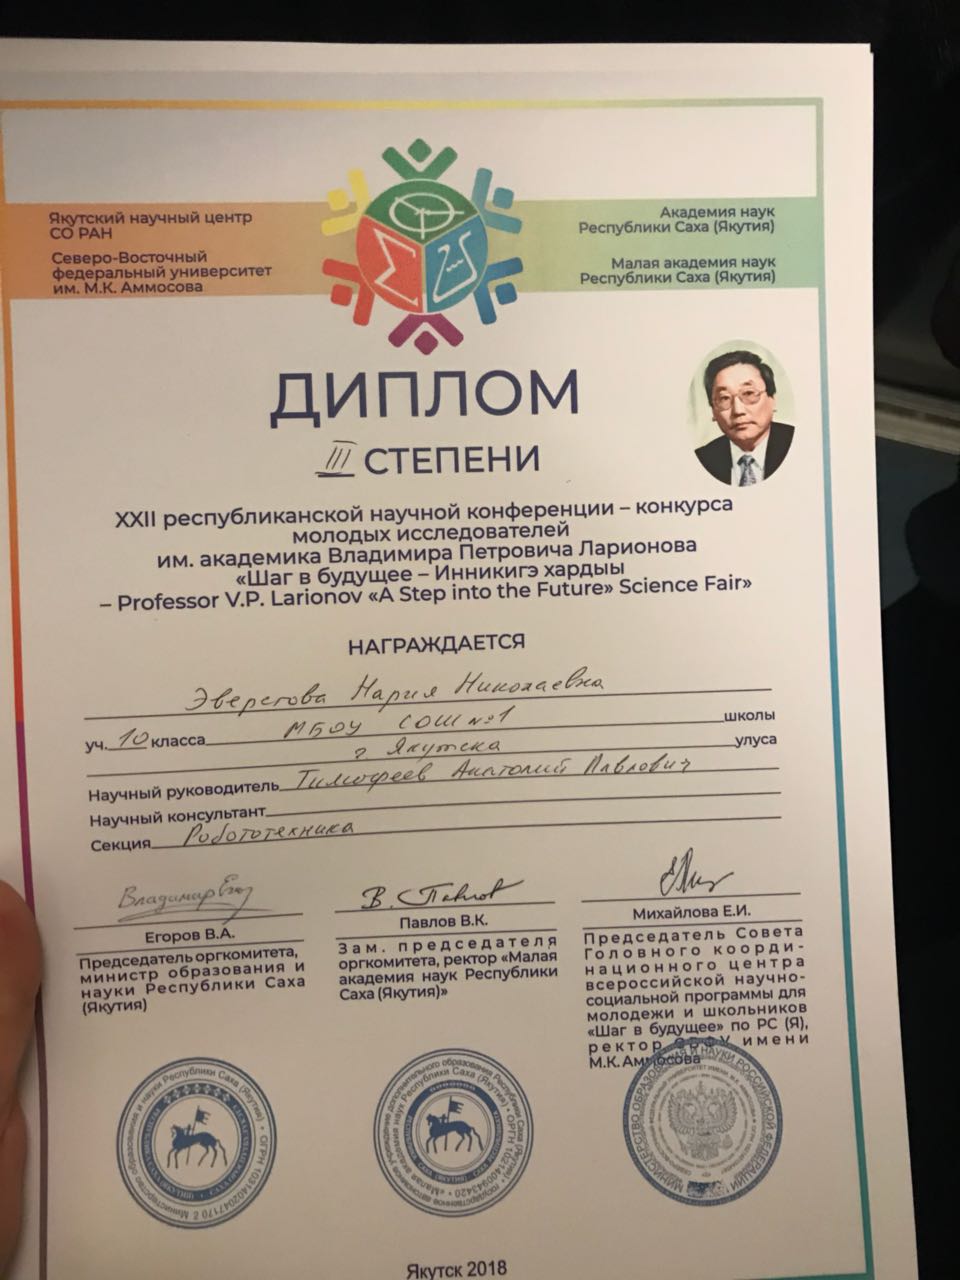 Якутский научный центр
СО РАН
Северо-Восточный
федеральный университет
им. М.К. Аммосова
Академия наук
Республики Саха (Якутия)
Малая академия наук
Республики Саха (Якутия)
ДИПЛОМ
III СТЕПЕНИ
XXII республиканской научной конференции – конкурса
молодых исследователей
им. академика Владимира Петровича Ларионова
«Шаг в будущее – Инникигэ хардыы
– Professor V.P. Larionov «A Step into the Future» Science Fair»
НАГРАЖДАЕТСЯ
Эверстова Нария Николаевна
уч. 10 класса МБОУ СОШ №1 школы
г. Якутска улуса
Научный руководитель Тимофеев Анатолий Павлович
Научный консультант
Секция Робототехника
Егоров В.А.
Председатель оргкомитета,
министр образования и
науки Республики Саха
(Якутия)
В. Павлов
Павлов В.К.
Зам. председателя
оргкомитета, ректор «Малая
академия наук Республики
Саха (Якутия)»
Михайлова Е.И.
Председатель Совета
Головного коорди-
национного центра
всероссийской научно-
социальной программы для
молодежи и школьников
«Шаг в будущее» по РС (Я),
ректор СВФУ имени
М.К. Аммосова
Якутск 2018